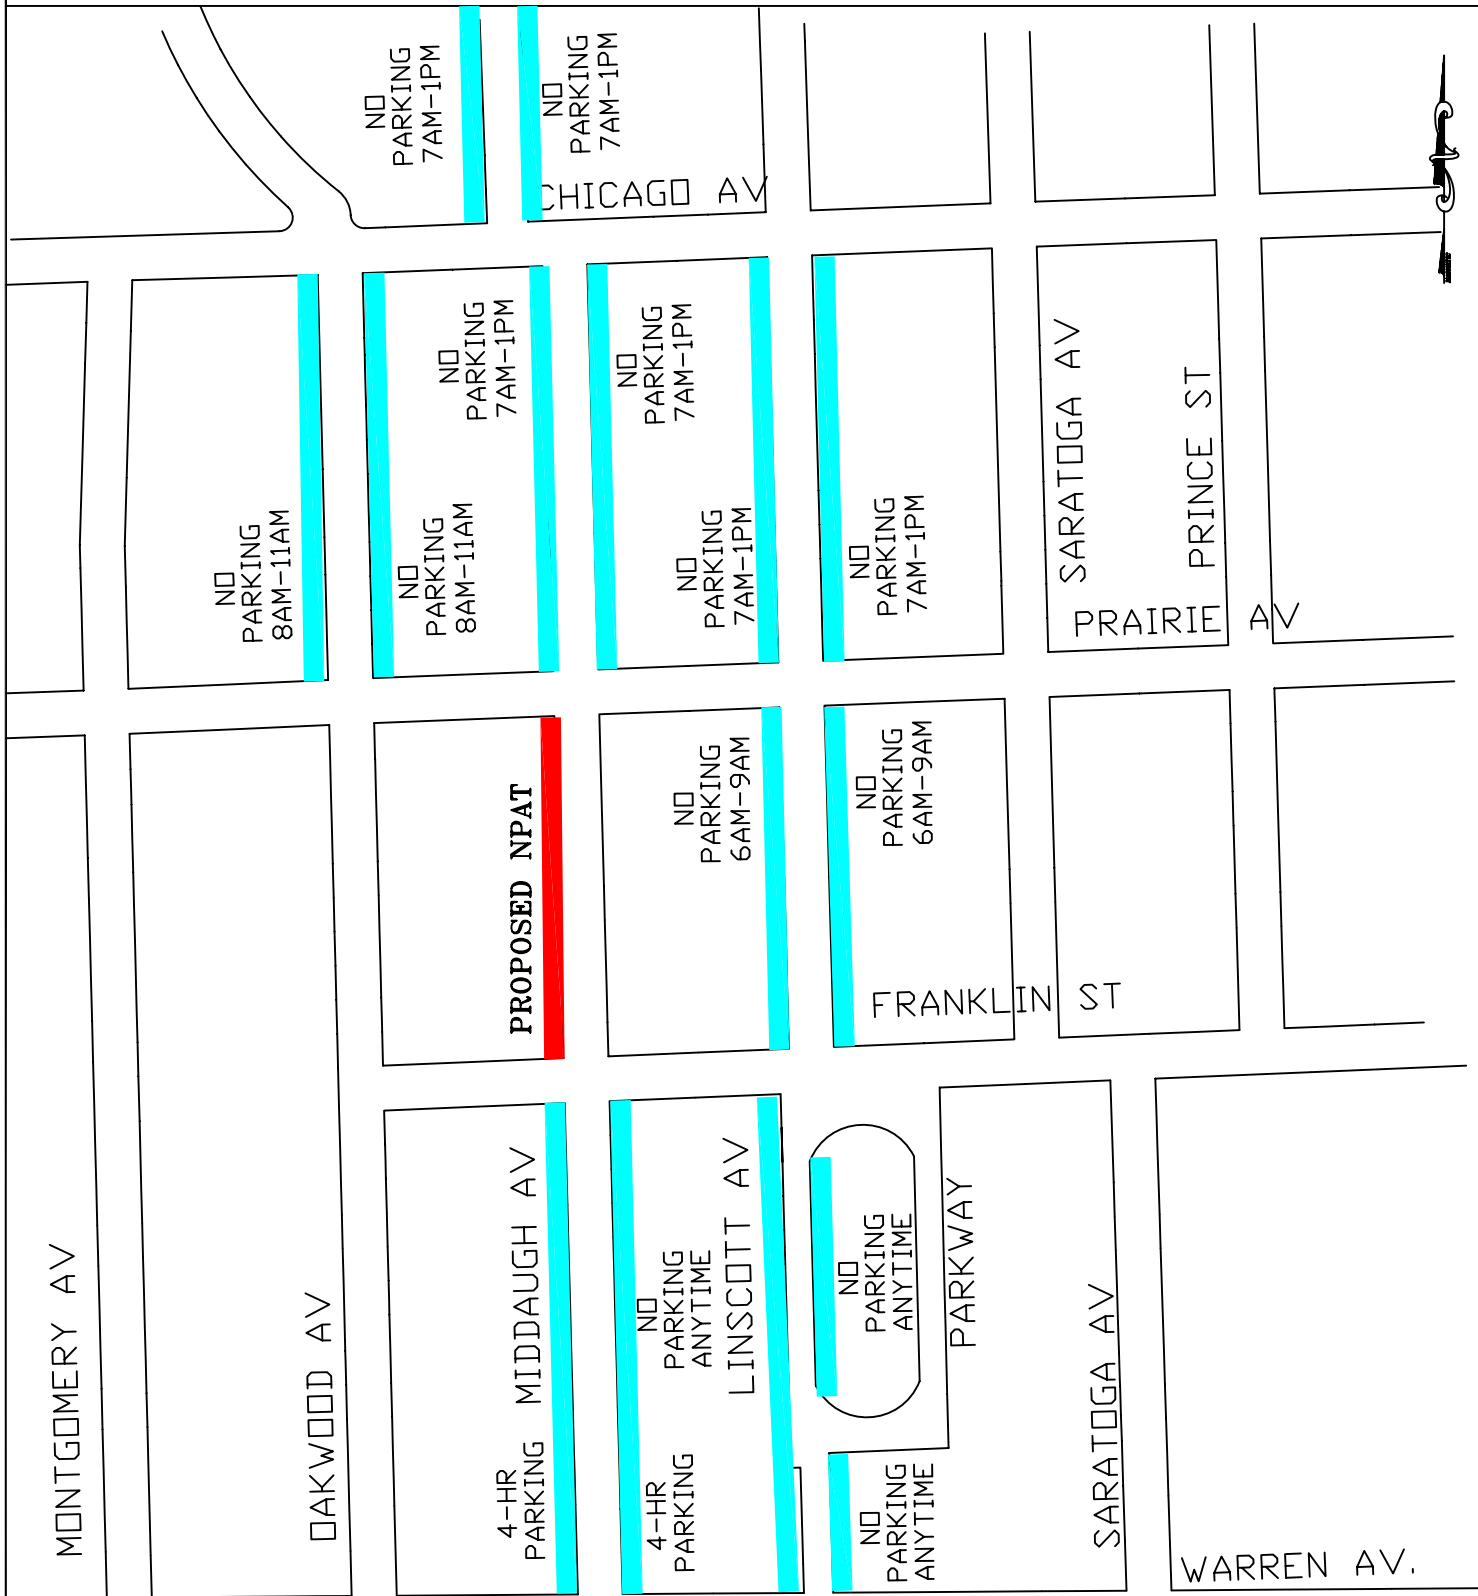 NO
PARKING
7AM-1PM
NO
PARKING
7AM-1PM
CHICAGO AV
NO
PARKING
7AM-1PM
NO
PARKING
7AM-1PM
SARATOGA AV
PRINCE ST
NO
PARKING
8AM-11AM
NO
PARKING
8AM-11AM
NO
PARKING
7AM-1PM
NO
PARKING
7AM-1PM
PRAIRIE AV
PROPOSED NPAT
NO
PARKING
6AM-9AM
NO
PARKING
6AM-9AM
FRANKLIN ST
MONTGOMERY AV
OAKWOOD AV
MIDDAUGH AV
NO
PARKING
ANYTIME
LINSCOTT AV
NO
PARKING
ANYTIME
PARKWAY
SARATOGA AV
4-HR
PARKING
4-HR
PARKING
NO
PARKING
ANYTIME
WARREN AV.